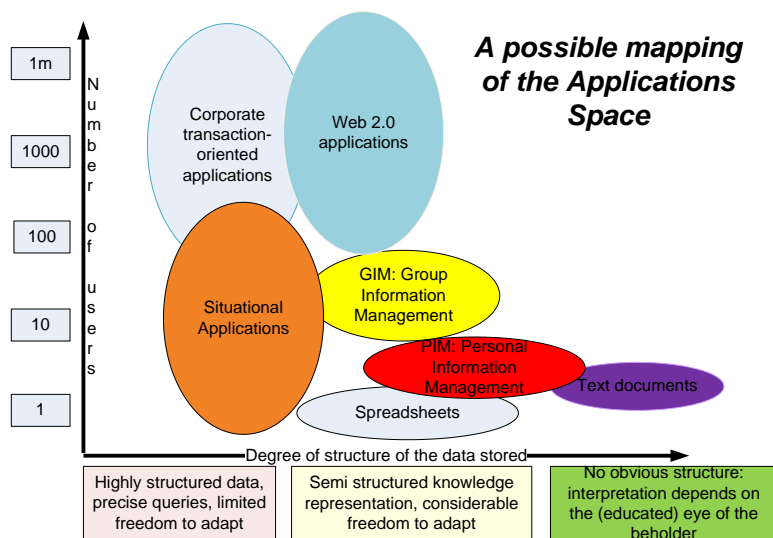 A possible mapping
of the Applications
Space
1m
1000
100
10
1
Number of users
Corporate
transaction-
oriented
applications
Web 2.0
applications
Situational
Applications
GIM: Group
Information
Management
PIM: Personal
Information
Management
Text documents
Spreadsheets
Degree of structure of the data stored
Highly structured data,
precise queries, limited
freedom to adapt
Semi structured knowledge
representation, considerable
freedom to adapt
No obvious structure:
interpretation depends on
the (educated) eye of the
beholder